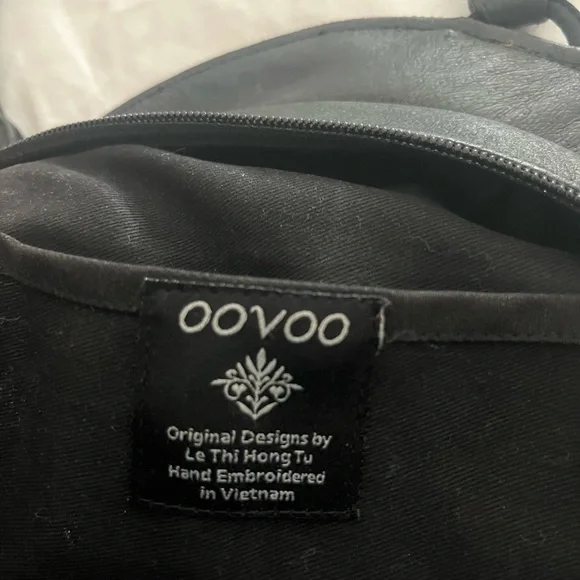 OOVOO
Original Designs by
Le Thi Hong Tu
Hand Embroidered
in Vietnam